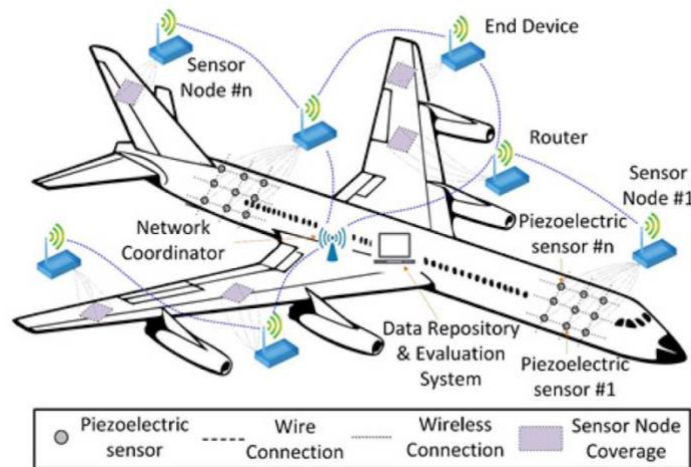 End Device
Sensor
Node #n
Router
Sensor
Node #1
Network
Coordinator
Piezoelectric
sensor #n
Data Repository
& Evaluation
System
Piezoelectric
sensor #1
Piezoelectric
sensor
Wire
Connection
Wireless
Connection
Sensor Node
Coverage